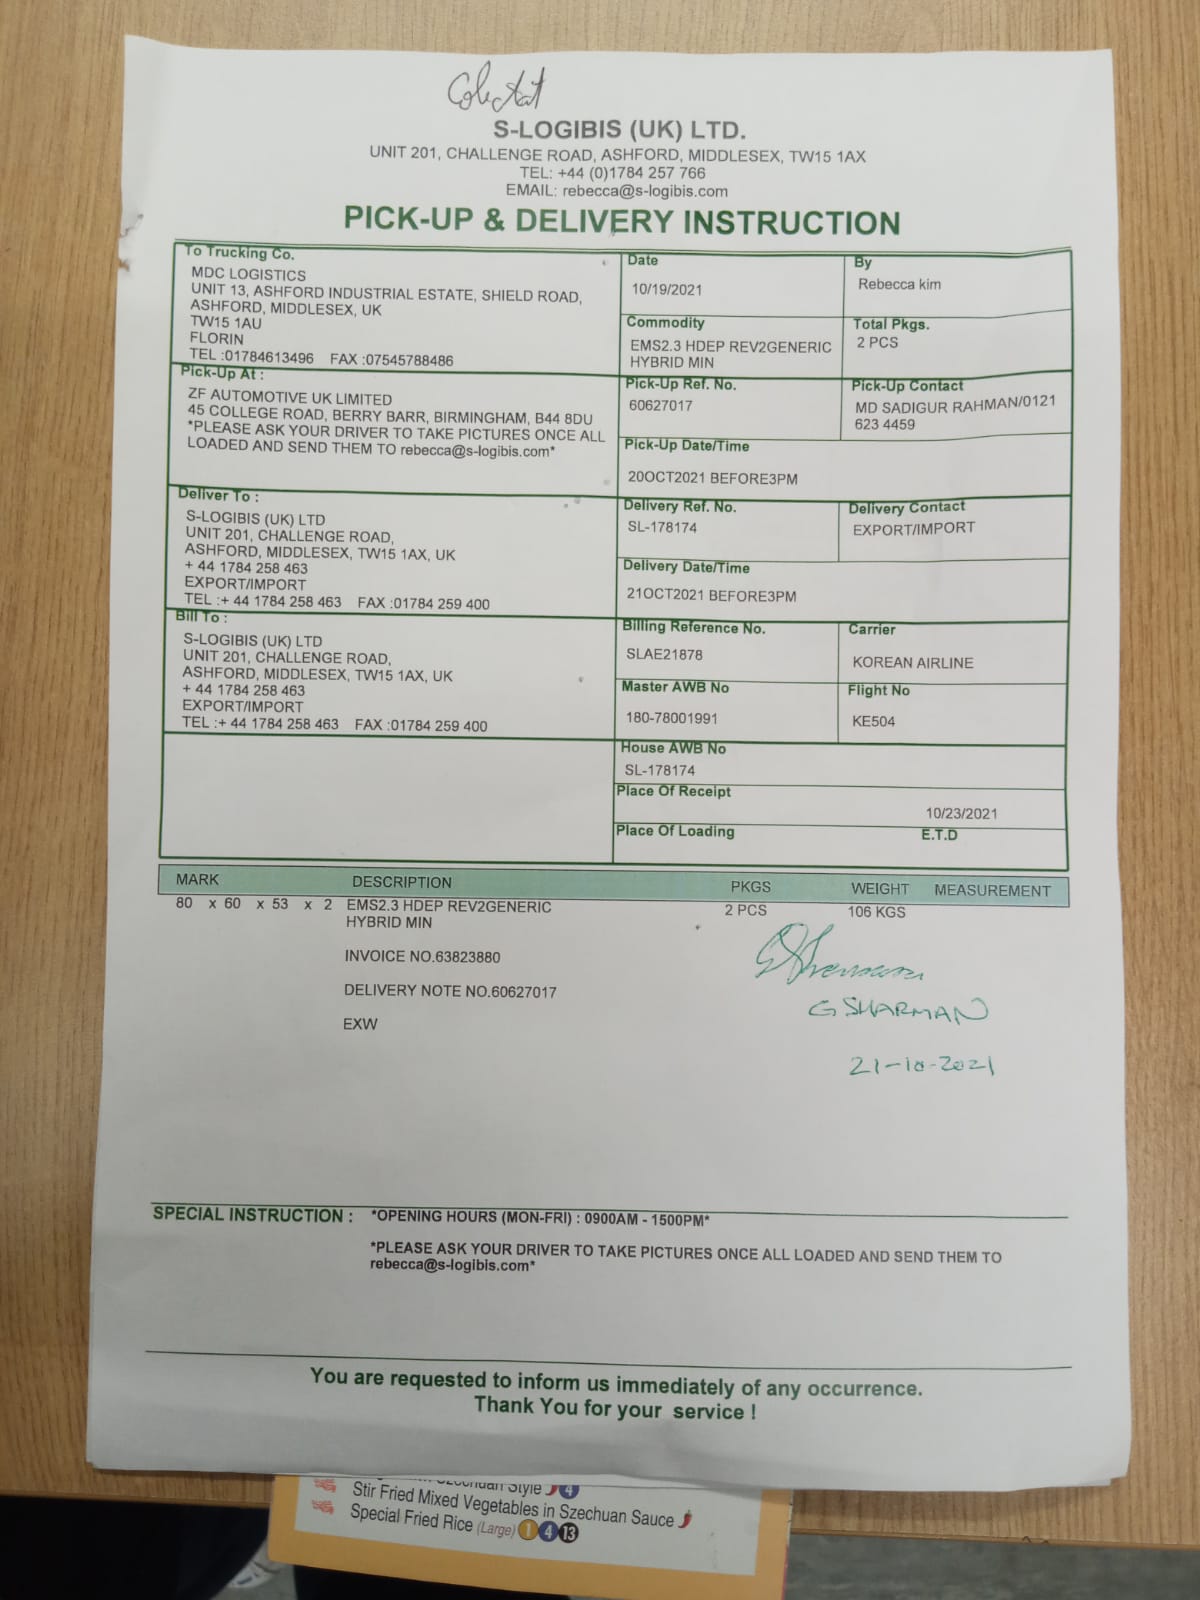 S-LOGIBIS (UK) LTD.
UNIT 201, CHALLENGE ROAD, ASHFORD, MIDDLESEX, TW15 1AX
TEL: +44 (0)1784 257 766
EMAIL: rebecca@s-logibis.com
PICK-UP & DELIVERY INSTRUCTION
To Trucking Co.
MDC LOGISTICS
UNIT 13, ASHFORD INDUSTRIAL ESTATE, SHIELD ROAD,
ASHFORD, MIDDLESEX, UK
TW15 1AU
FLORIN
TEL :01784613496 FAX :07545788486
Date
10/19/2021
By
Rebecca kim
Commodity
EMS2.3 HDEP REV2GENERIC
HYBRID MIN
Total Pkgs.
2 PCS
Pick-Up At :
ZF AUTOMOTIVE UK LIMITED
45 COLLEGE ROAD, BERRY BARR, BIRMINGHAM, B44 8DU
*PLEASE ASK YOUR DRIVER TO TAKE PICTURES ONCE ALL
LOADED AND SEND THEM TO rebecca@s-logibis.com*
Pick-Up Ref. No.
60627017
Pick-Up Contact
MD SADIGUR RAHMAN/0121
623 4459
Pick-Up Date/Time
20OCT2021 BEFORE3PM
Deliver To :
S-LOGIBIS (UK) LTD
UNIT 201, CHALLENGE ROAD,
ASHFORD, MIDDLESEX, TW15 1AX, UK
+ 44 1784 258 463
EXPORT/IMPORT
TEL :+ 44 1784 258 463 FAX :01784 259 400
Delivery Ref. No.
SL-178174
Delivery Contact
EXPORT/IMPORT
Delivery Date/Time
21OCT2021 BEFORE3PM
Bill To :
S-LOGIBIS (UK) LTD
UNIT 201, CHALLENGE ROAD,
ASHFORD, MIDDLESEX, TW15 1AX, UK
+ 44 1784 258 463
EXPORT/IMPORT
TEL :+ 44 1784 258 463 FAX :01784 259 400
Billing Reference No.
SLAE21878
Carrier
KOREAN AIRLINE
Master AWB No
180-78001991
Flight No
KE504
House AWB No
SL-178174
Place Of Receipt
10/23/2021
Place Of Loading E.T.D
MARK DESCRIPTION PKGS WEIGHT MEASUREMENT
80 x 60 x 53 x 2 EMS2.3 HDEP REV2GENERIC 2 PCS 106 KGS
HYBRID MIN
INVOICE NO.63823880
DELIVERY NOTE NO.60627017
EXW
G SHARMAN
21-10-2021
SPECIAL INSTRUCTION : *OPENING HOURS (MON-FRI) : 0900AM - 1500PM*
*PLEASE ASK YOUR DRIVER TO TAKE PICTURES ONCE ALL LOADED AND SEND THEM TO
rebecca@s-logibis.com*
You are requested to inform us immediately of any occurrence.
Thank You for your service !
Szechuan Style 4
Stir Fried Mixed Vegetables in Szechuan Sauce
Special Fried Rice (Large) 1 4 13